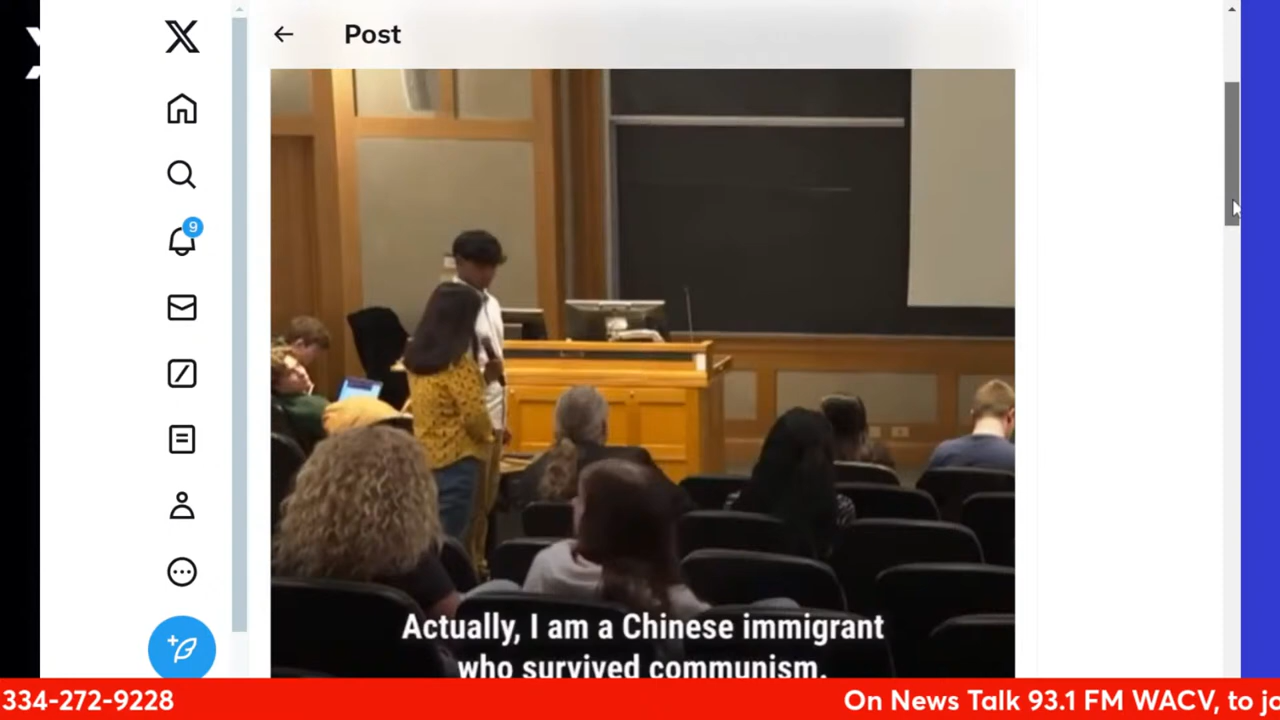 Post
9
Actually, I am a Chinese immigrant
who survived communism.
334-272-9228
On News Talk 93.1 FM WACV, to jo